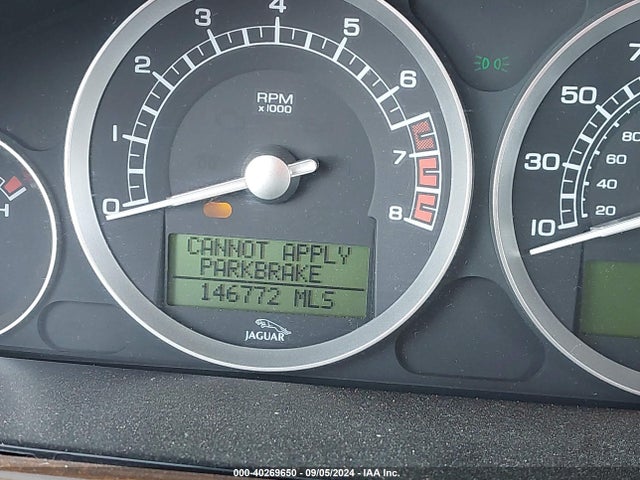 0 1 2 3 4 5 6 7 8
RPM
x1000
CANNOT APPLY
PARKBRAKE
146772 MLS
JAGUAR
H
10 30 50 7
20 40 60 80
000-40269650 - 09/05/2024 - IAA Inc.